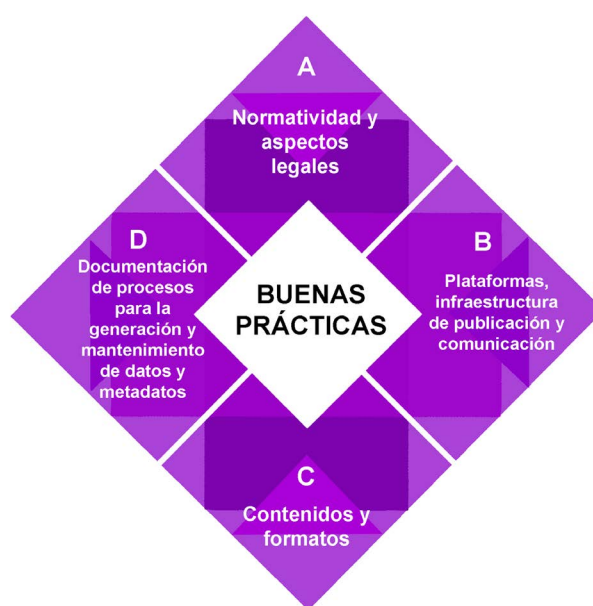 A
Normatividad y
aspectos
legales
B
Plataformas,
infraestructura
de publicación y
comunicación
C
Contenidos y
formatos
D
Documentación
de procesos
para la
generación y
mantenimiento
de datos y
metadatos
BUENAS
PRÁCTICAS